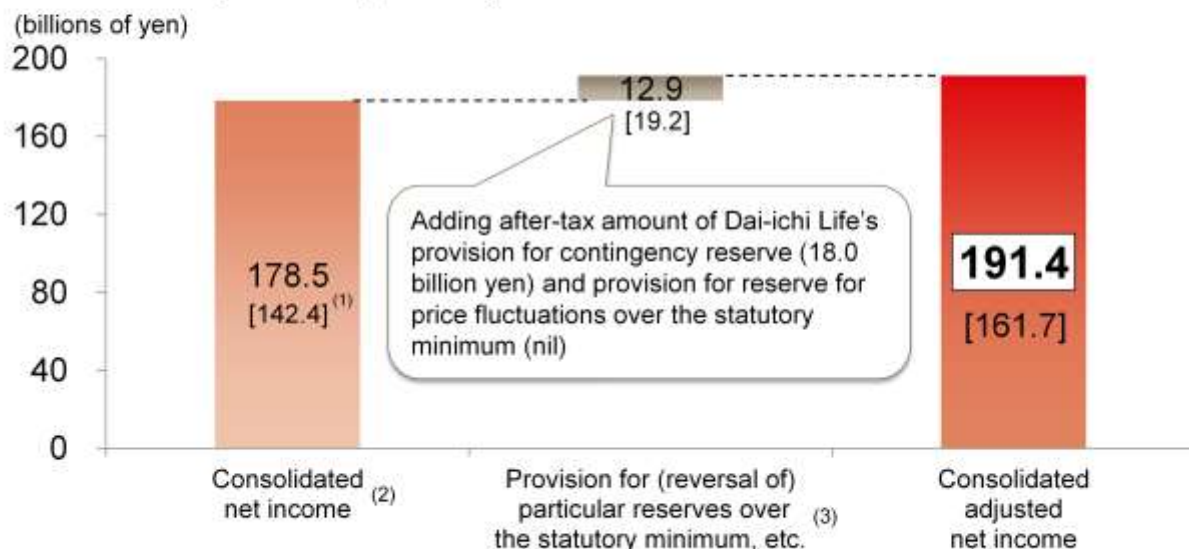 (billions of yen)
200
160
120
80
40
0
12.9
[19.2]
Adding after-tax amount of Dai-ichi Life's
provision for contingency reserve (18.0
billion yen) and provision for reserve for
price fluctuations over the statutory
minimum (nil)
178.5
[142.4] (1)
191.4
[161.7]
Consolidated
net income (2)
Provision for (reversal of)
particular reserves over
the statutory minimum, etc. (3)
Consolidated
adjusted
net income